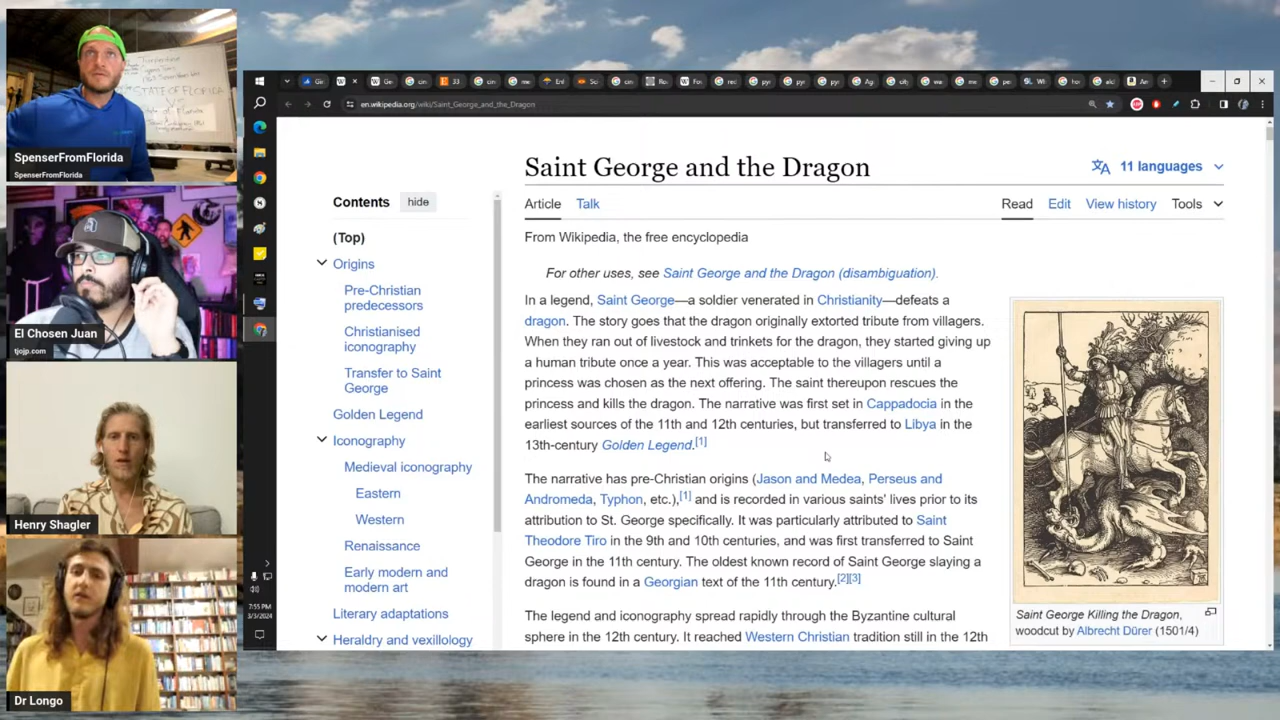 STATE OF FLORIDA
SpenserFromFlorida
SpenserFromFlorida
El Chosen Juan
tjojp.com
Henry Shagler
Dr Longo
en.wikipedia.org/wiki/Saint_George_and_the_Dragon
Saint George and the Dragon
11 languages
Article Talk
Read Edit View history Tools
From Wikipedia, the free encyclopedia
For other uses, see Saint George and the Dragon (disambiguation).
Contents hide
(Top)
Origins
Pre-Christian
predecessors
Christianised
iconography
Transfer to Saint
George
Golden Legend
Iconography
Medieval iconography
Eastern
Western
Renaissance
Early modern and
modern art
Literary adaptations
Heraldry and vexillology
In a legend, Saint George—a soldier venerated in Christianity—defeats a
dragon. The story goes that the dragon originally extorted tribute from villagers.
When they ran out of livestock and trinkets for the dragon, they started giving up
a human tribute once a year. This was acceptable to the villagers until a
princess was chosen as the next offering. The saint thereupon rescues the
princess and kills the dragon. The narrative was first set in Cappadocia in the
earliest sources of the 11th and 12th centuries, but transferred to Libya in the
13th-century Golden Legend.[1]
The narrative has pre-Christian origins (Jason and Medea, Perseus and
Andromeda, Typhon, etc.),[1] and is recorded in various saints' lives prior to its
attribution to St. George specifically. It was particularly attributed to Saint
Theodore Tiro in the 9th and 10th centuries, and was first transferred to Saint
George in the 11th century. The oldest known record of Saint George slaying a
dragon is found in a Georgian text of the 11th century.[2][3]
The legend and iconography spread rapidly through the Byzantine cultural
sphere in the 12th century. It reached Western Christian tradition still in the 12th
Saint George Killing the Dragon,
woodcut by Albrecht Dürer (1501/4)
7:55 PM
3/3/2024